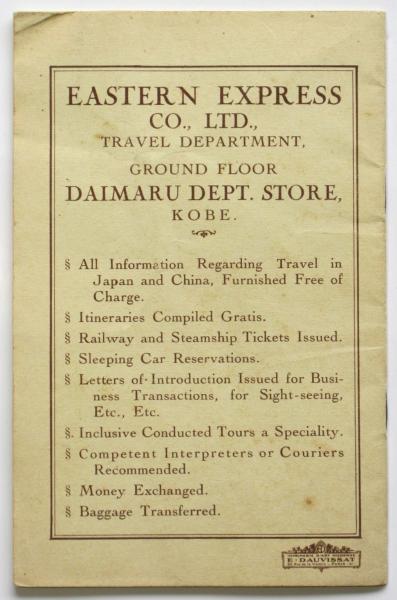 EASTERN EXPRESS
CO., LTD.,
TRAVEL DEPARTMENT,
GROUND FLOOR
DAIMARU DEPT. STORE,
KOBE.
§ All Information Regarding Travel in
Japan and China, Furnished Free of
Charge.
§ Itineraries Compiled Gratis.
§ Railway and Steamship Tickets Issued.
§ Sleeping Car Reservations.
§ Letters of Introduction Issued for Busi-
ness Transactions, for Sight-seeing,
Etc., Etc.
§. Inclusive Conducted Tours a Speciality.
§ Competent Interpreters or Couriers
Recommended.
§ Money Exchanged.
§ Baggage Transferred.
E. DAUVISSAT